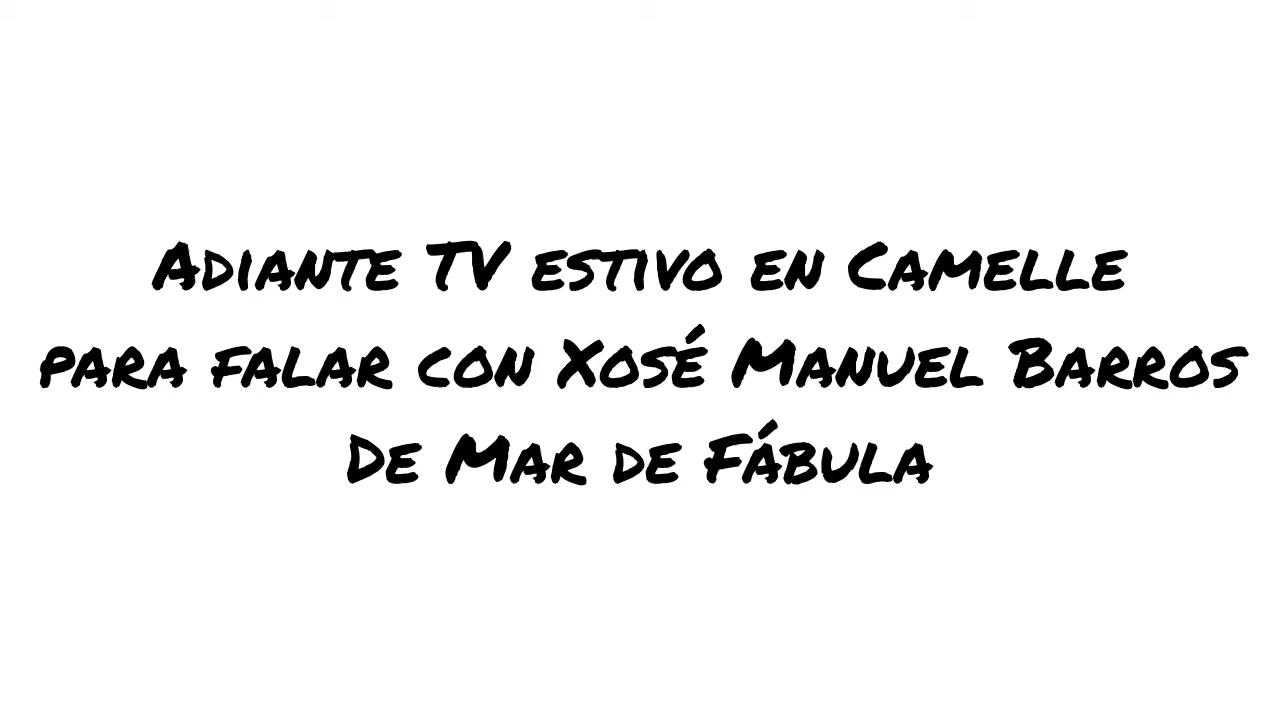 Adiante TV estivo en Camelle
para falar con Xosé Manuel Barros
De Mar de Fábula